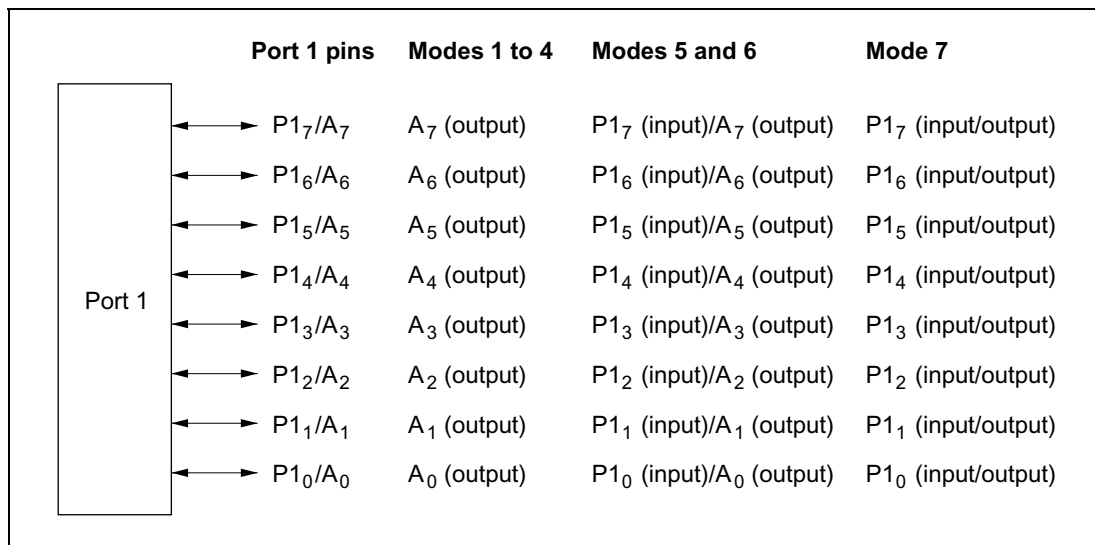 Port 1 pins Modes 1 to 4 Modes 5 and 6 Mode 7
P1₇/A₇ A₇ (output) P1₇ (input)/A₇ (output) P1₇ (input/output)
P1₆/A₆ A₆ (output) P1₆ (input)/A₆ (output) P1₆ (input/output)
P1₅/A₅ A₅ (output) P1₅ (input)/A₅ (output) P1₅ (input/output)
P1₄/A₄ A₄ (output) P1₄ (input)/A₄ (output) P1₄ (input/output)
Port 1
P1₃/A₃ A₃ (output) P1₃ (input)/A₃ (output) P1₃ (input/output)
P1₂/A₂ A₂ (output) P1₂ (input)/A₂ (output) P1₂ (input/output)
P1₁/A₁ A₁ (output) P1₁ (input)/A₁ (output) P1₁ (input/output)
P1₀/A₀ A₀ (output) P1₀ (input)/A₀ (output) P1₀ (input/output)